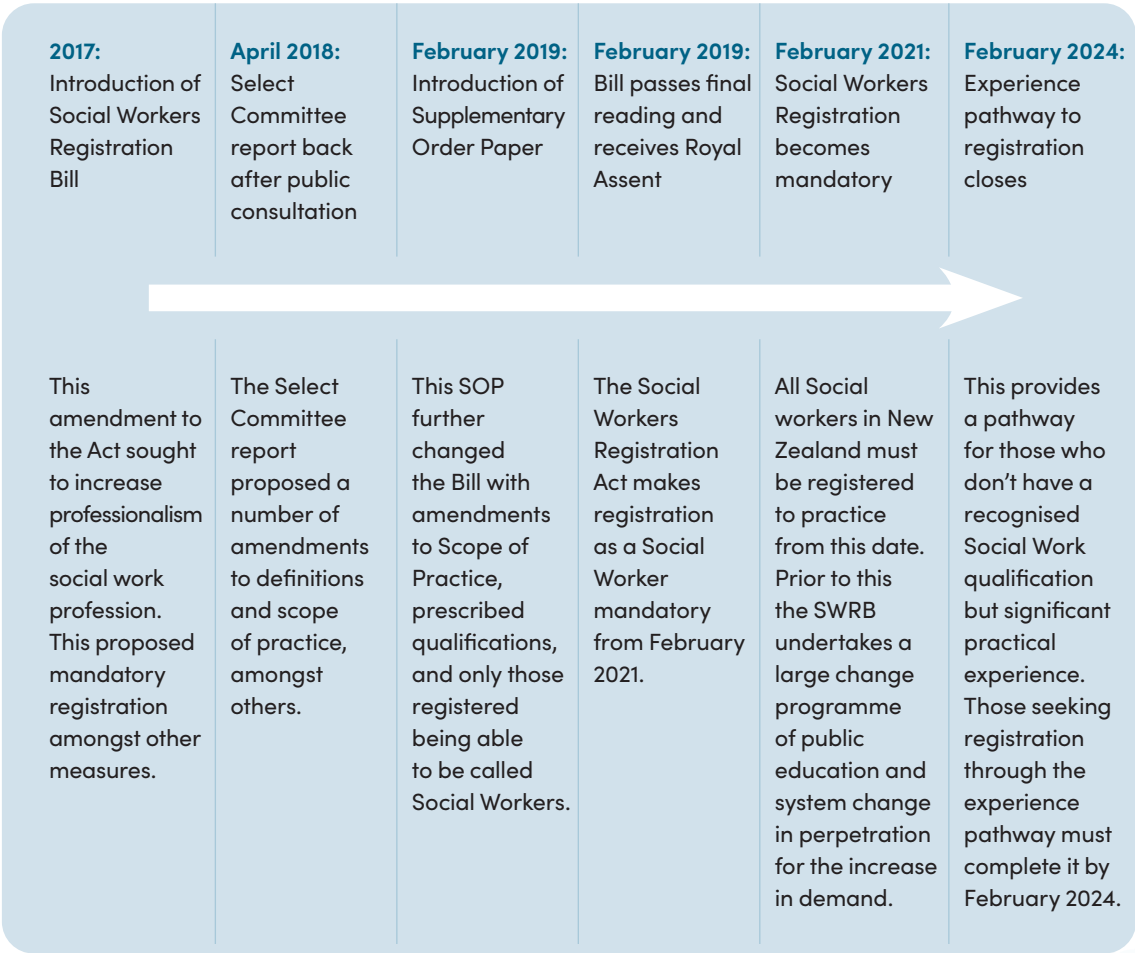 2017:
Introduction of
Social Workers
Registration
Bill
April 2018:
Select
Committee
report back
after public
consultation
February 2019:
Introduction of
Supplementary
Order Paper
February 2019:
Bill passes final
reading and
receives Royal
Assent
February 2021:
Social Workers
Registration
becomes
mandatory
February 2024:
Experience
pathway to
registration
closes
This
amendment to
the Act sought
to increase
professionalism
of the
social work
profession.
This proposed
mandatory
registration
amongst other
measures.
The Select
Committee
report
proposed a
number of
amendments
to definitions
and scope
of practice,
amongst
others.
This SOP
further
changed
the Bill with
amendments
to Scope of
Practice,
prescribed
qualifications,
and only those
registered
being able
to be called
Social Workers.
The Social
Workers
Registration
Act makes
registration
as a Social
Worker
mandatory
from February
2021.
All Social
workers in New
Zealand must
be registered
to practice
from this date.
Prior to this
the SWRB
undertakes a
large change
programme
of public
education and
system change
in perpetration
for the increase
in demand.
This provides
a pathway
for those who
don't have a
recognised
Social Work
qualification
but significant
practical
experience.
Those seeking
registration
through the
experience
pathway must
complete it by
February 2024.